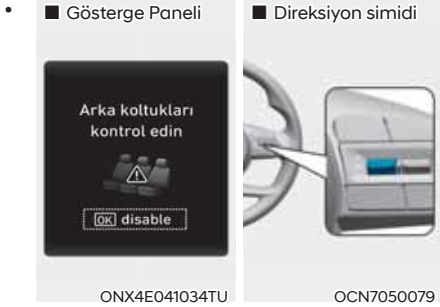 • ■ Gösterge Paneli
Arka koltukları
kontrol edin
OK disable
ONX4E041034TU
■ Direksiyon simidi
OCN7050079